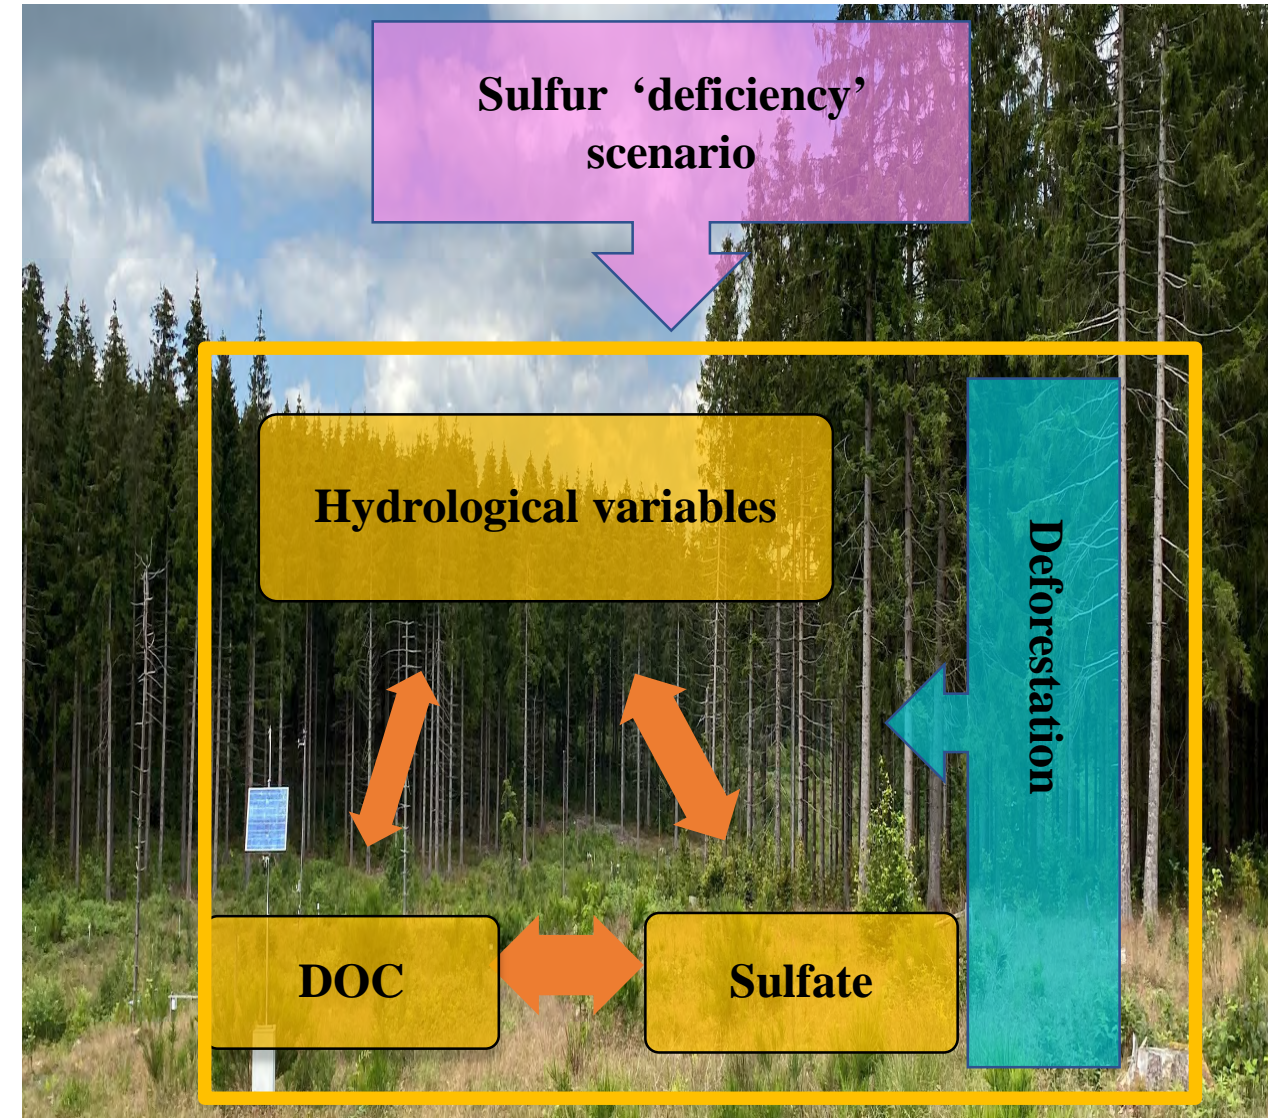 Sulfur ‘deficiency’
scenario
Hydrological variables
Deforestation
DOC
Sulfate